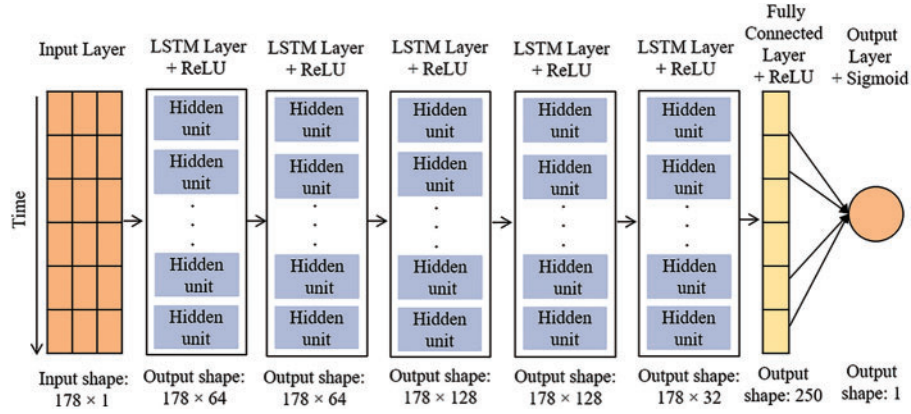 Input Layer
LSTM Layer
+ ReLU
LSTM Layer
+ ReLU
LSTM Layer
+ ReLU
LSTM Layer
+ ReLU
LSTM Layer
+ ReLU
Fully
Connected
Layer
+ ReLU
Output
Layer
+ Sigmoid
Time
Hidden
unit
Hidden
unit
Hidden
unit
Hidden
unit
Hidden
unit
Hidden
unit
Hidden
unit
Hidden
unit
Hidden
unit
Hidden
unit
Hidden
unit
Hidden
unit
Hidden
unit
Hidden
unit
Hidden
unit
Hidden
unit
Hidden
unit
Hidden
unit
Hidden
unit
Hidden
unit
Input shape:
178 × 1
Output shape:
178 × 64
Output shape:
178 × 64
Output shape:
178 × 128
Output shape:
178 × 128
Output shape:
178 × 32
Output
shape: 250
Output
shape: 1